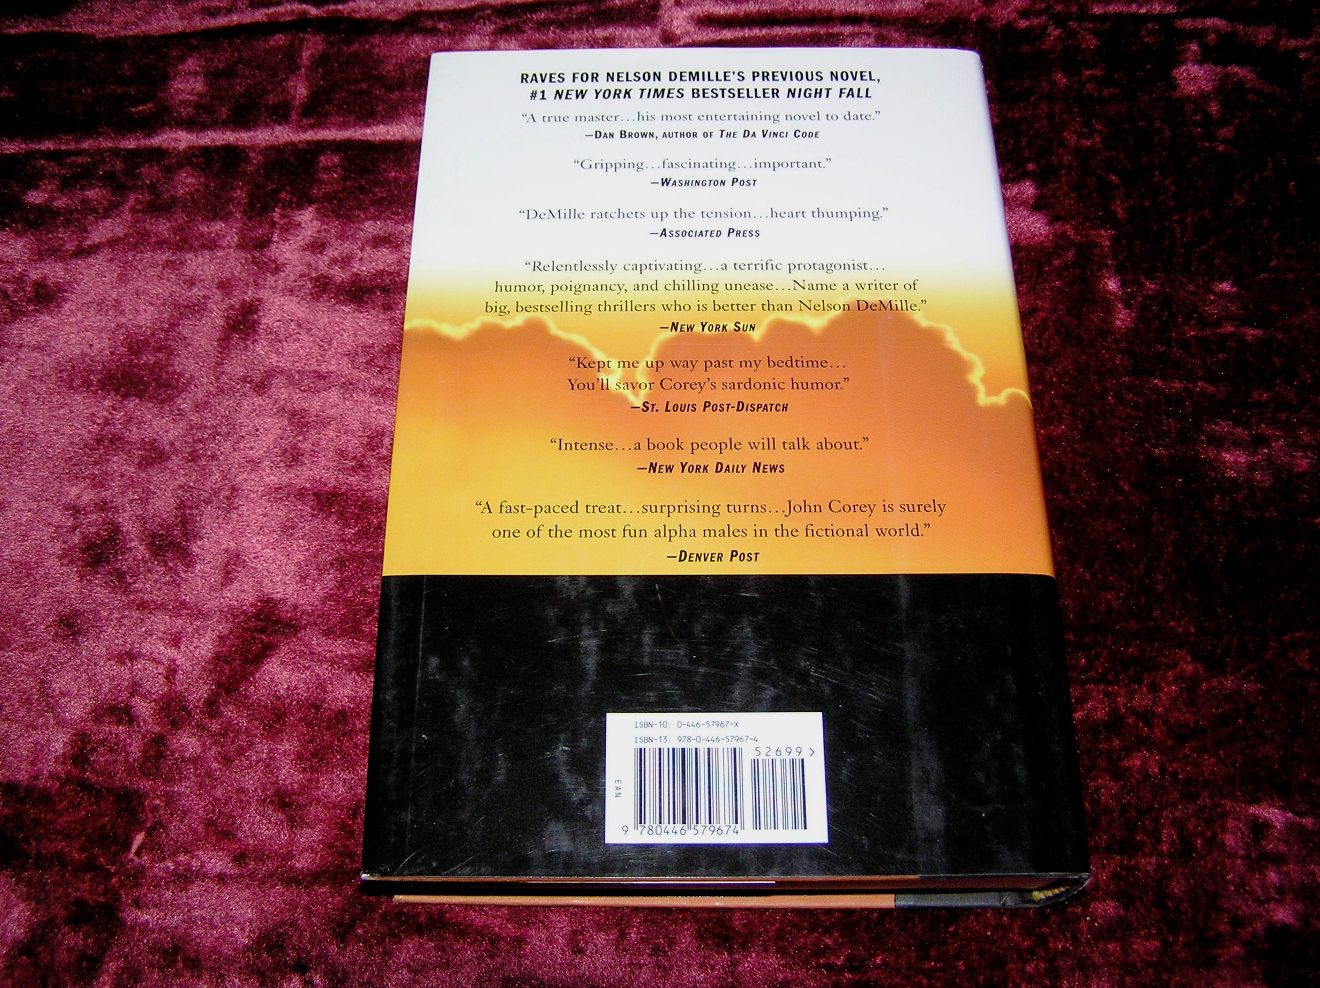 RAVES FOR NELSON DEMILLE'S PREVIOUS NOVEL,
#1 NEW YORK TIMES BESTSELLER NIGHT FALL
“A true master…his most entertaining novel to date.”
—DAN BROWN, AUTHOR OF THE DA VINCI CODE
“Gripping…fascinating…important.”
—WASHINGTON POST
“DeMille ratchets up the tension…heart thumping.”
—ASSOCIATED PRESS
“Relentlessly captivating…a terrific protagonist…
humor, poignancy, and chilling unease…Name a writer of
big, bestselling thrillers who is better than Nelson DeMille.”
—NEW YORK SUN
“Kept me up way past my bedtime…
You'll savor Corey's sardonic humor.”
—ST. LOUIS POST-DISPATCH
“Intense…a book people will talk about.”
—NEW YORK DAILY NEWS
“A fast-paced treat…surprising turns…John Corey is surely
one of the most fun alpha males in the fictional world.”
—DENVER POST
ISBN-10: 0-446-57967-X
ISBN-13: 978-0-446-57967-4
52699>
EAN
9 780446 579674